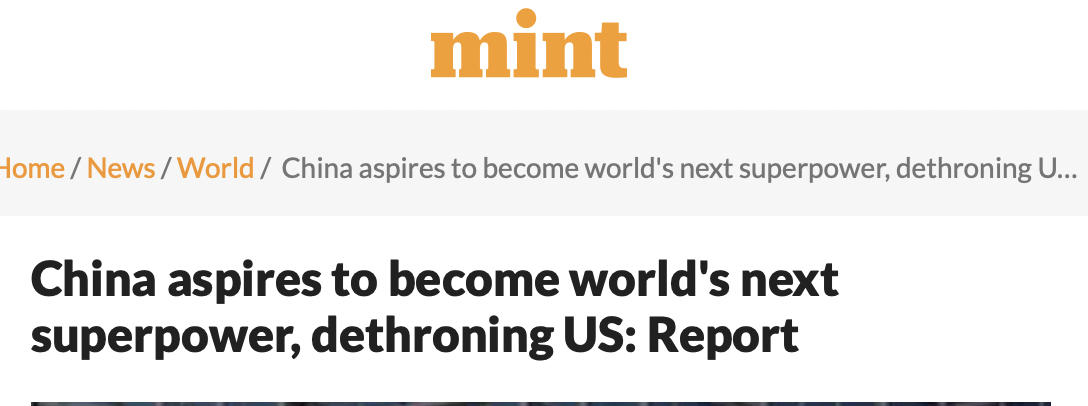 mint
Home / News / World / China aspires to become world's next superpower, dethroning U...
China aspires to become world's next
superpower, dethroning US: Report